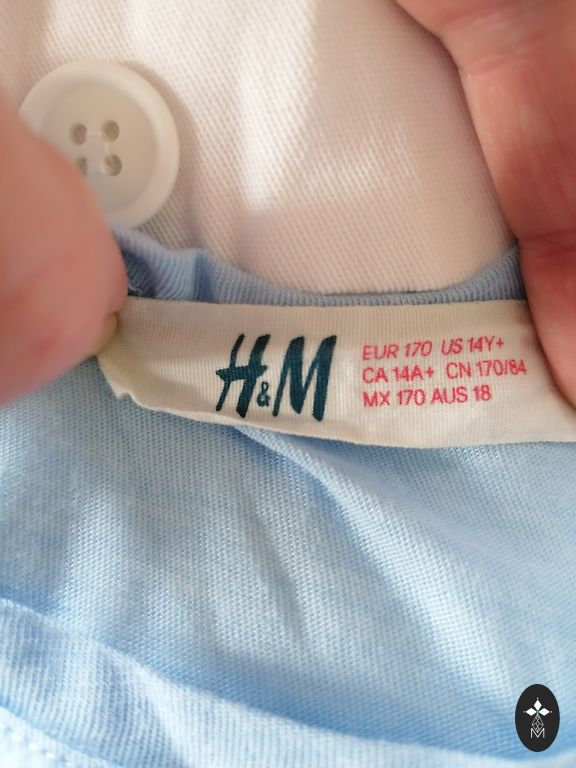 H&M
EUR 170 US 14Y+
CA 14A+ CN 170/84
MX 170 AUS 18
M